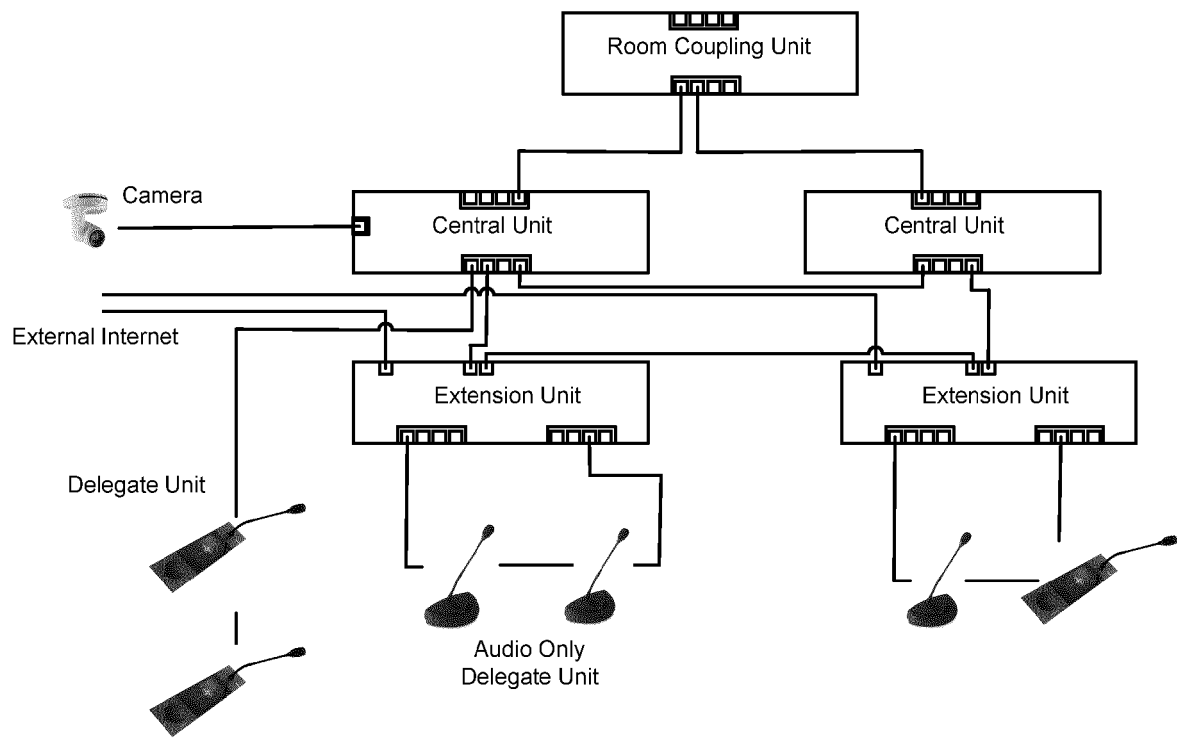 Room Coupling Unit
Camera
Central Unit
Central Unit
External Internet
Extension Unit
Extension Unit
Delegate Unit
Audio Only
Delegate Unit